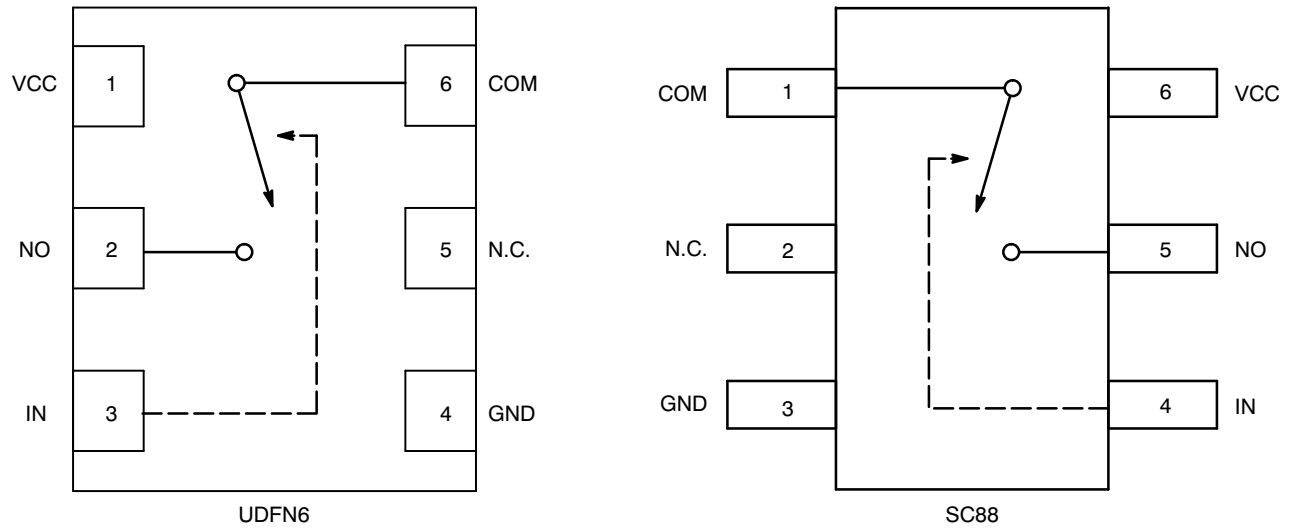 VCC 1 6 COM
NO 2 5 N.C.
IN 3 4 GND
UDFN6
COM 1 6 VCC
N.C. 2 5 NO
GND 3 4 IN
SC88